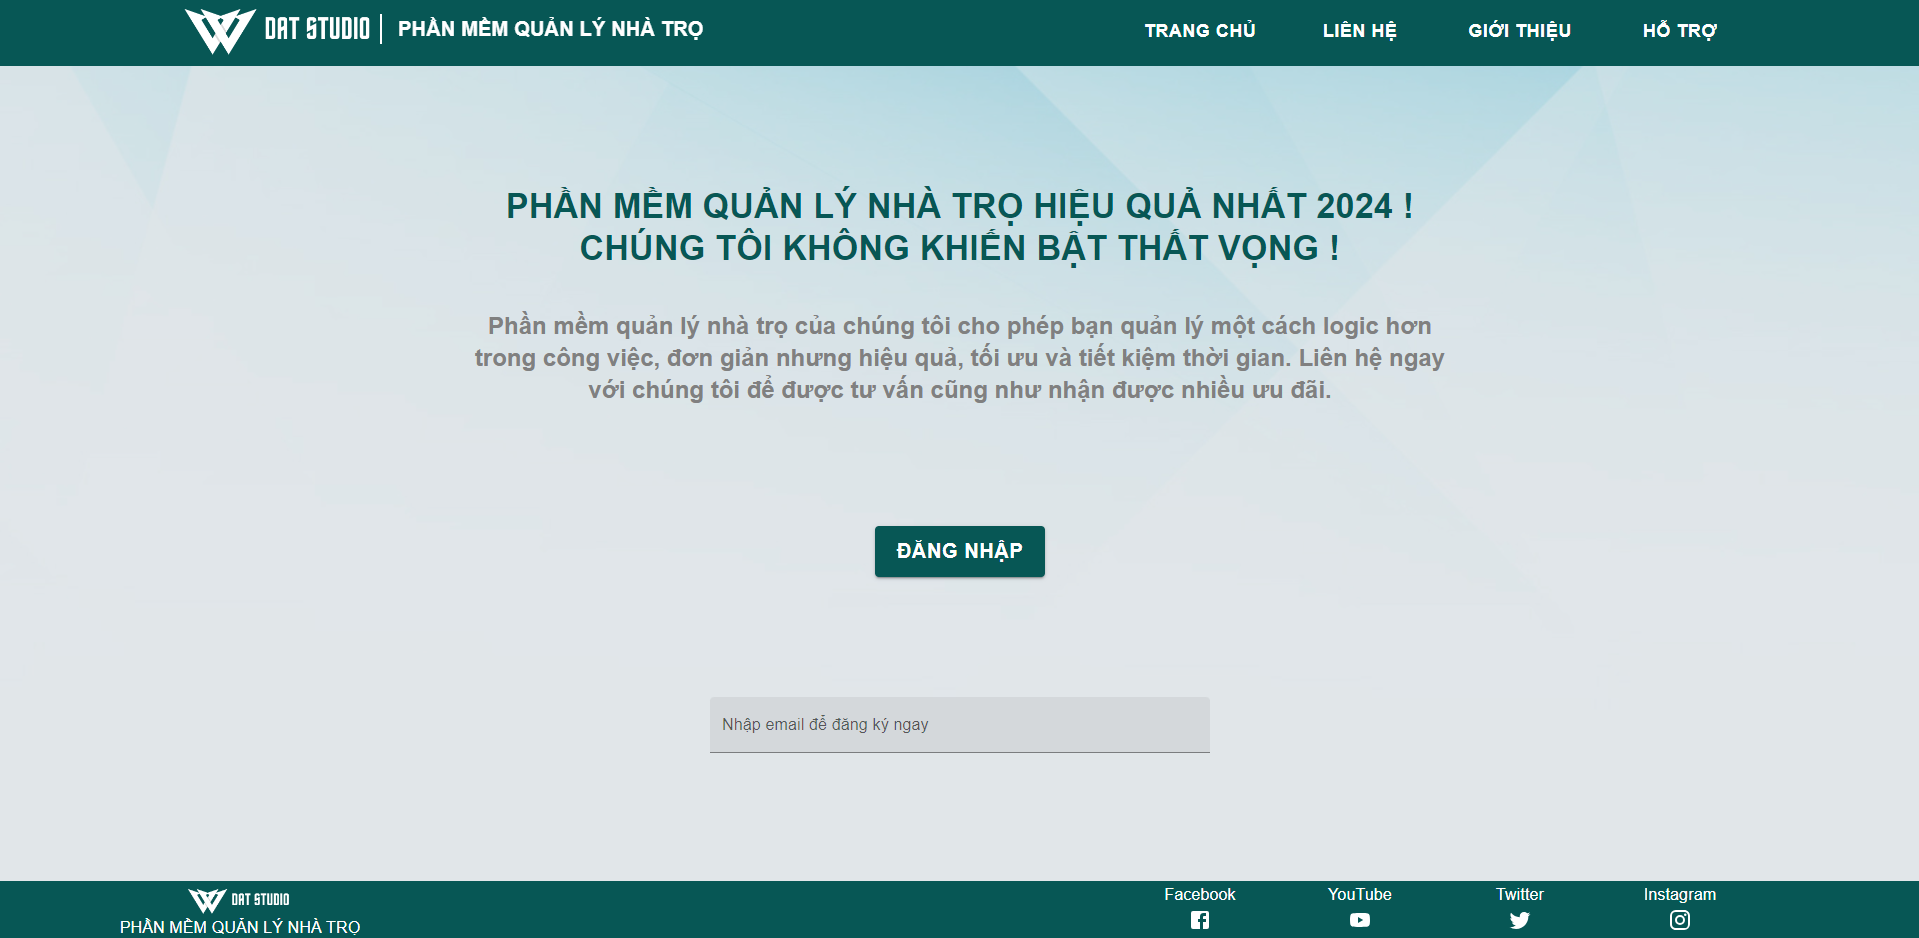 DAT STUDIO
PHẦN MỀM QUẢN LÝ NHÀ TRỌ
TRANG CHỦ
LIÊN HỆ
GIỚI THIỆU
HỖ TRỢ
PHẦN MỀM QUẢN LÝ NHÀ TRỌ HIỆU QUẢ NHẤT 2024 !
CHÚNG TÔI KHÔNG KHIẾN BẬT THẤT VỌNG !
Phần mềm quản lý nhà trọ của chúng tôi cho phép bạn quản lý một cách logic hơn
trong công việc, đơn giản nhưng hiệu quả, tối ưu và tiết kiệm thời gian. Liên hệ ngay
với chúng tôi để được tư vấn cũng như nhận được nhiều ưu đãi.
ĐĂNG NHẬP
Nhập email để đăng ký ngay
DAT STUDIO
PHẦN MỀM QUẢN LÝ NHÀ TRỌ
Facebook
YouTube
Twitter
Instagram